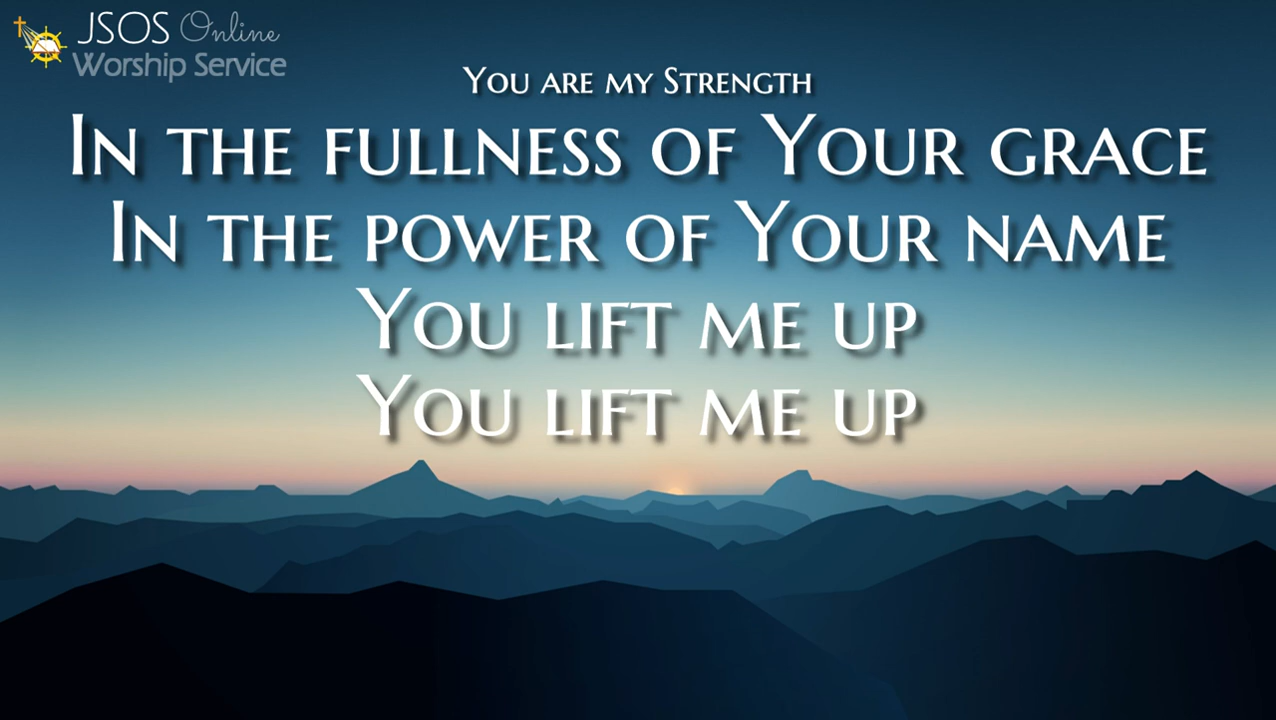 JSOS Online
Worship Service
You are my Strength
In the fullness of Your grace
In the power of Your name
You lift me up
You lift me up